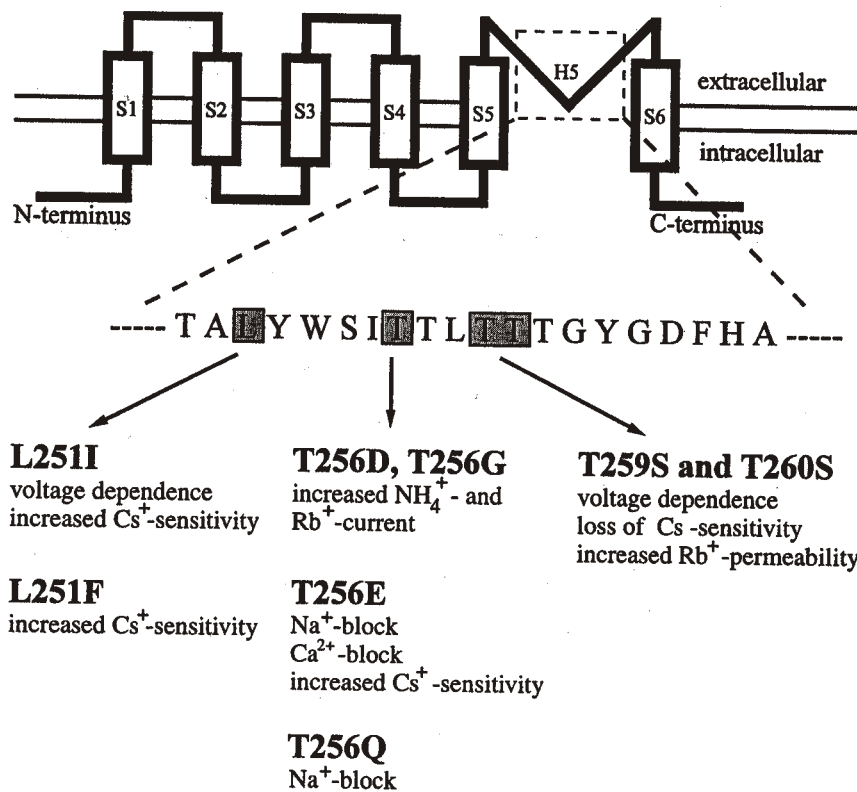 S1
S2
S3
S4
S5
H5
S6
extracellular
intracellular
N-terminus
C-terminus
----- T A L Y W S I T T L T T T G Y G D F H A -----
L251I
voltage dependence
increased Cs⁺-sensitivity
L251F
increased Cs⁺-sensitivity
T256D, T256G
increased NH₄⁺- and
Rb⁺-current
T256E
Na⁺-block
Ca²⁺-block
increased Cs⁺-sensitivity
T256Q
Na⁺-block
T259S and T260S
voltage dependence
loss of Cs -sensitivity
increased Rb⁺-permeability